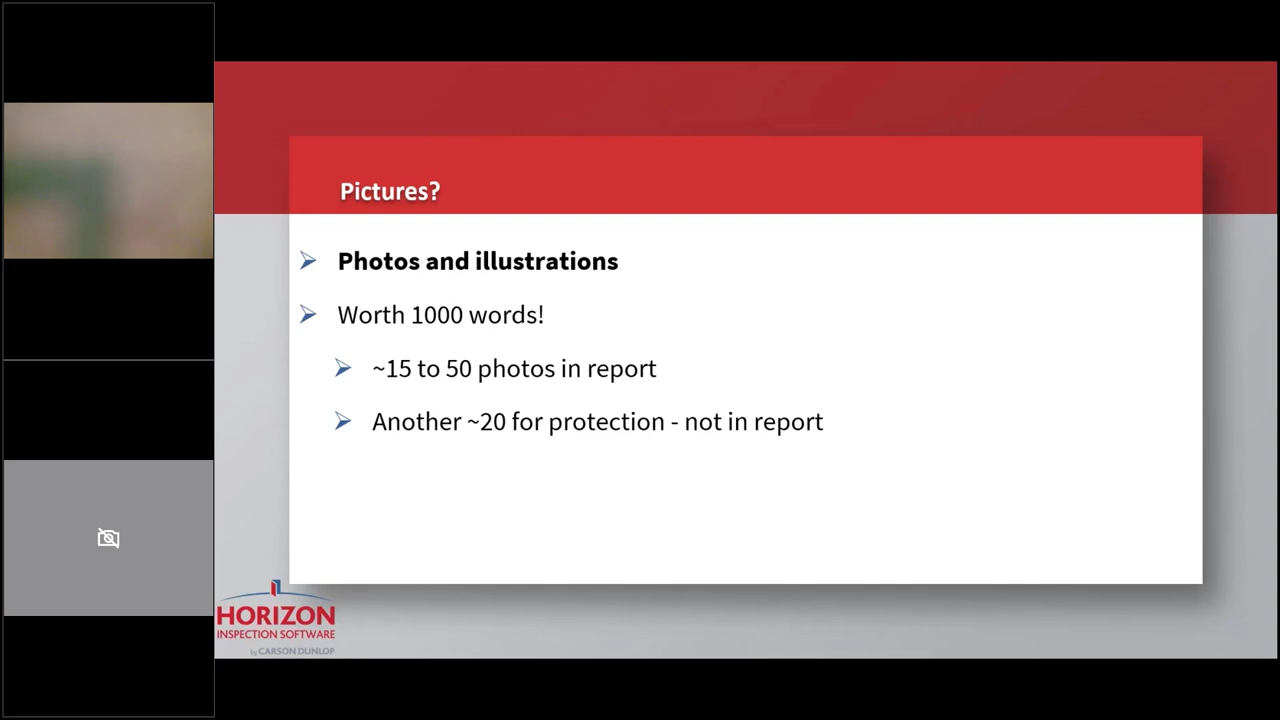 Pictures?
Photos and illustrations
Worth 1000 words!
~15 to 50 photos in report
Another ~20 for protection - not in report
HORIZON
INSPECTION SOFTWARE
by CARSON DUNLOP